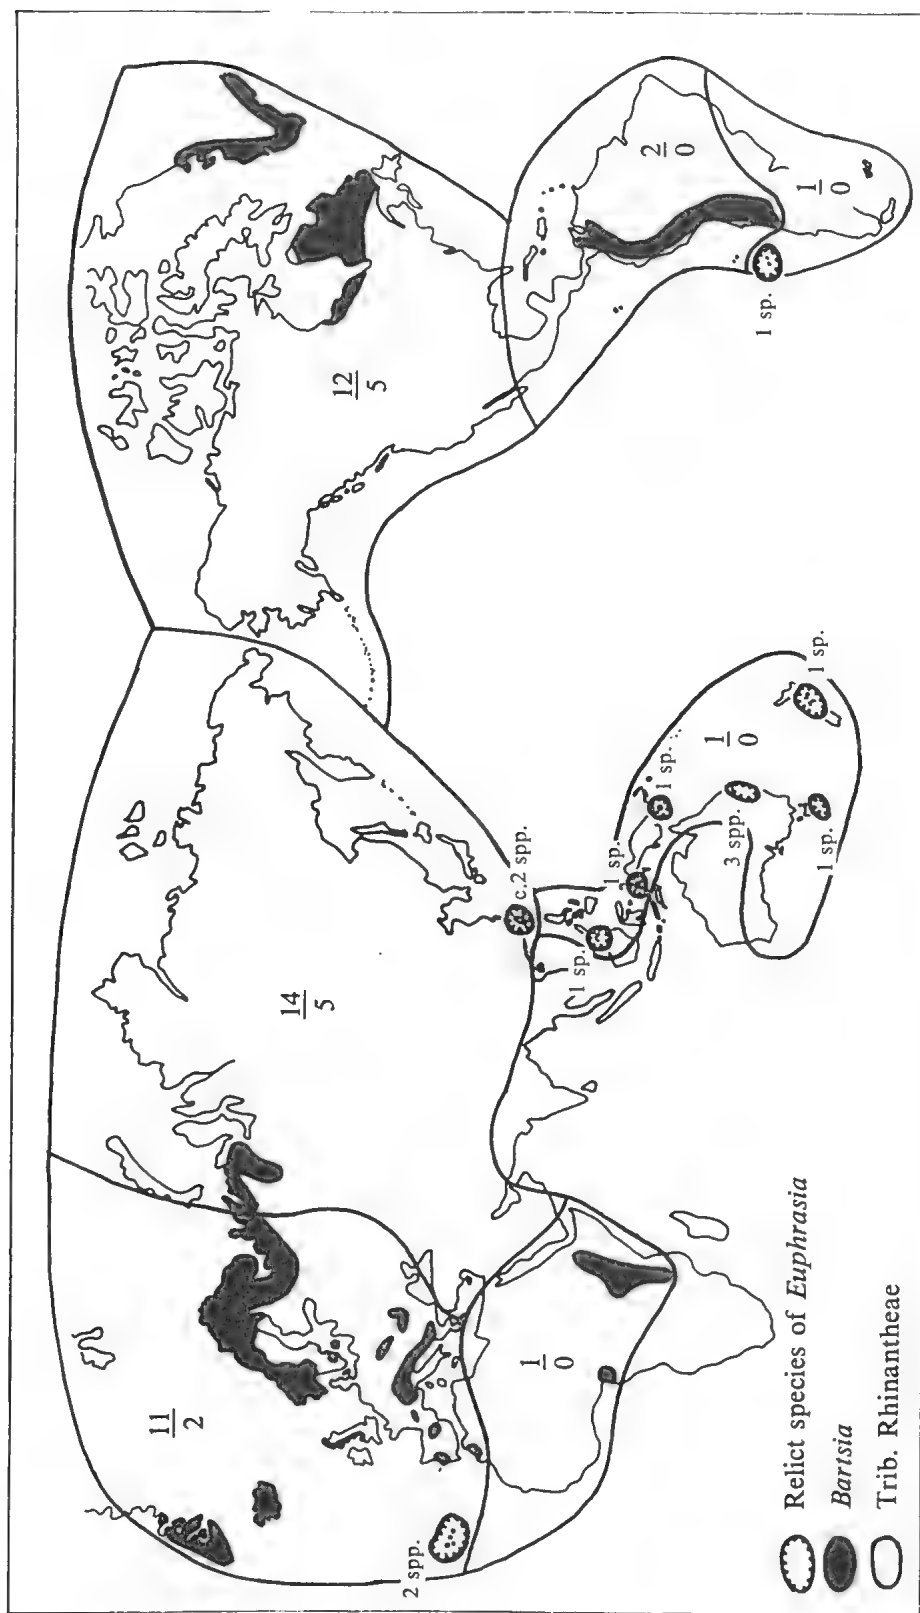 11
2
14
5
12
5
1
0
1
0
2
0
1
0
2 spp.
c.2 spp.
1 sp.
1 sp.
1 sp.
3 spp.
1 sp.
1 sp.
1 sp.
Relict species of Euphrasia
Bartsia
Trib. Rhinantheae